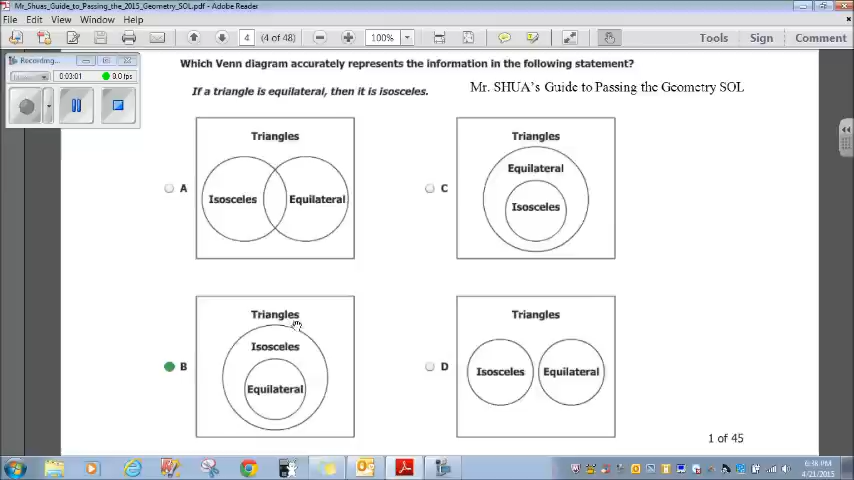 Mr_Shuas_Guide_to_Passing_the_2015_Geometry_SOL.pdf - Adobe Reader
File Edit View Window Help
4 (4 of 48) 100% Tools Sign Comment
Recording...
0:03:01 0.0 fps
Which Venn diagram accurately represents the information in the following statement?
If a triangle is equilateral, then it is isosceles.
Mr. SHUA's Guide to Passing the Geometry SOL
Triangles
A
Isosceles Equilateral
Triangles
C
Equilateral
Isosceles
Triangles
B
Isosceles
Equilateral
Triangles
D
Isosceles Equilateral
1 of 45
6:38 PM
4/21/2015